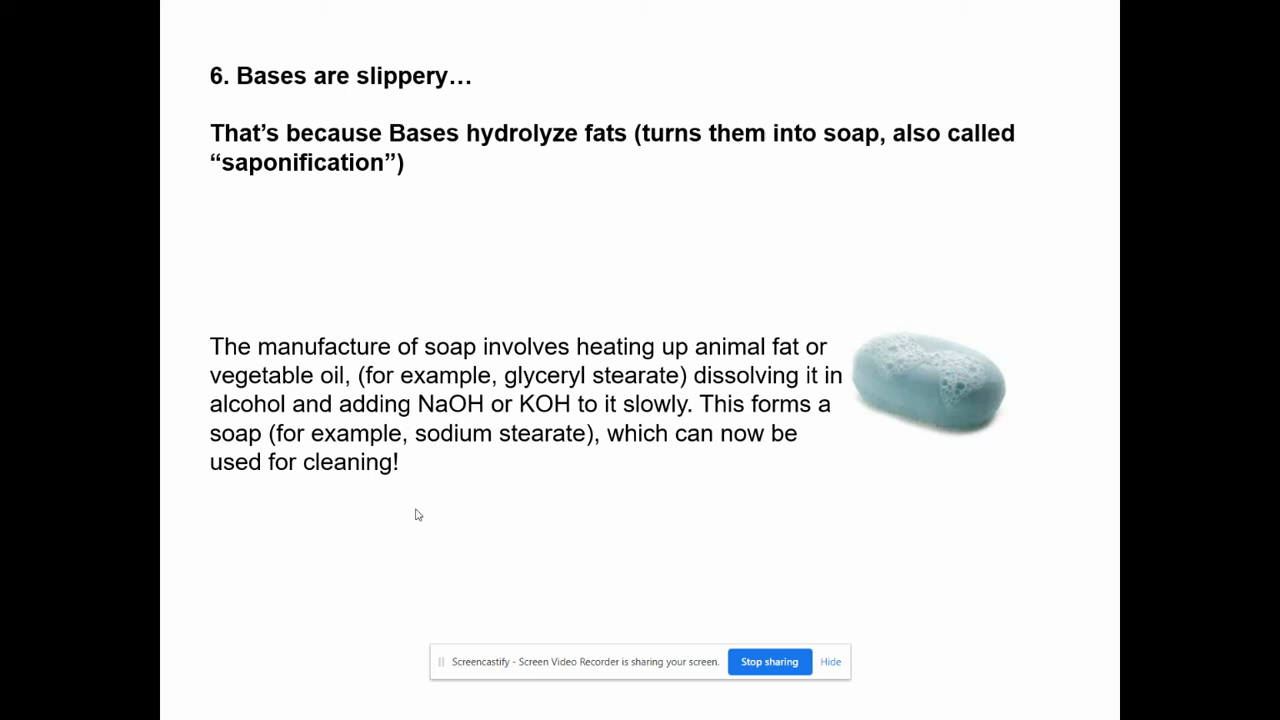 6. Bases are slippery…
That’s because Bases hydrolyze fats (turns them into soap, also called
“saponification”)
The manufacture of soap involves heating up animal fat or
vegetable oil, (for example, glyceryl stearate) dissolving it in
alcohol and adding NaOH or KOH to it slowly. This forms a
soap (for example, sodium stearate), which can now be
used for cleaning!
Screencastify - Screen Video Recorder is sharing your screen. Stop sharing Hide